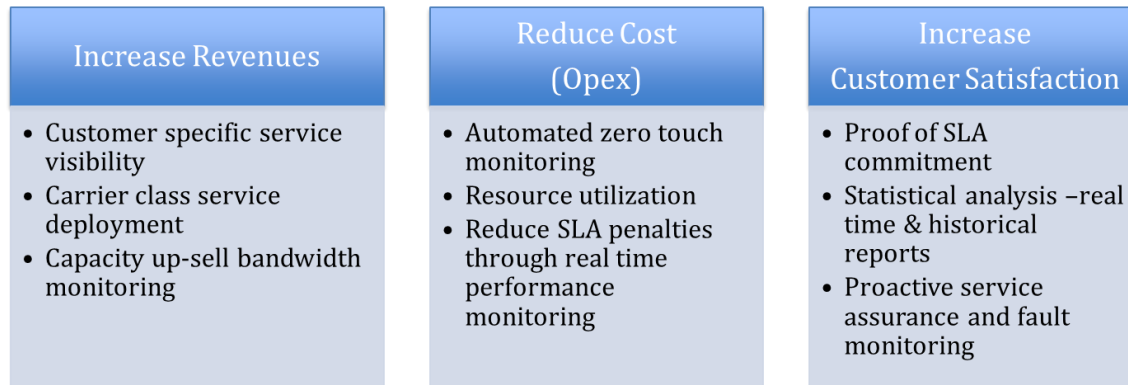 Increase Revenues
• Customer specific service
visibility
• Carrier class service
deployment
• Capacity up-sell bandwidth
monitoring
Reduce Cost
(Opex)
• Automated zero touch
monitoring
• Resource utilization
• Reduce SLA penalties
through real time
performance
monitoring
Increase
Customer Satisfaction
• Proof of SLA
commitment
• Statistical analysis –real
time & historical
reports
• Proactive service
assurance and fault
monitoring